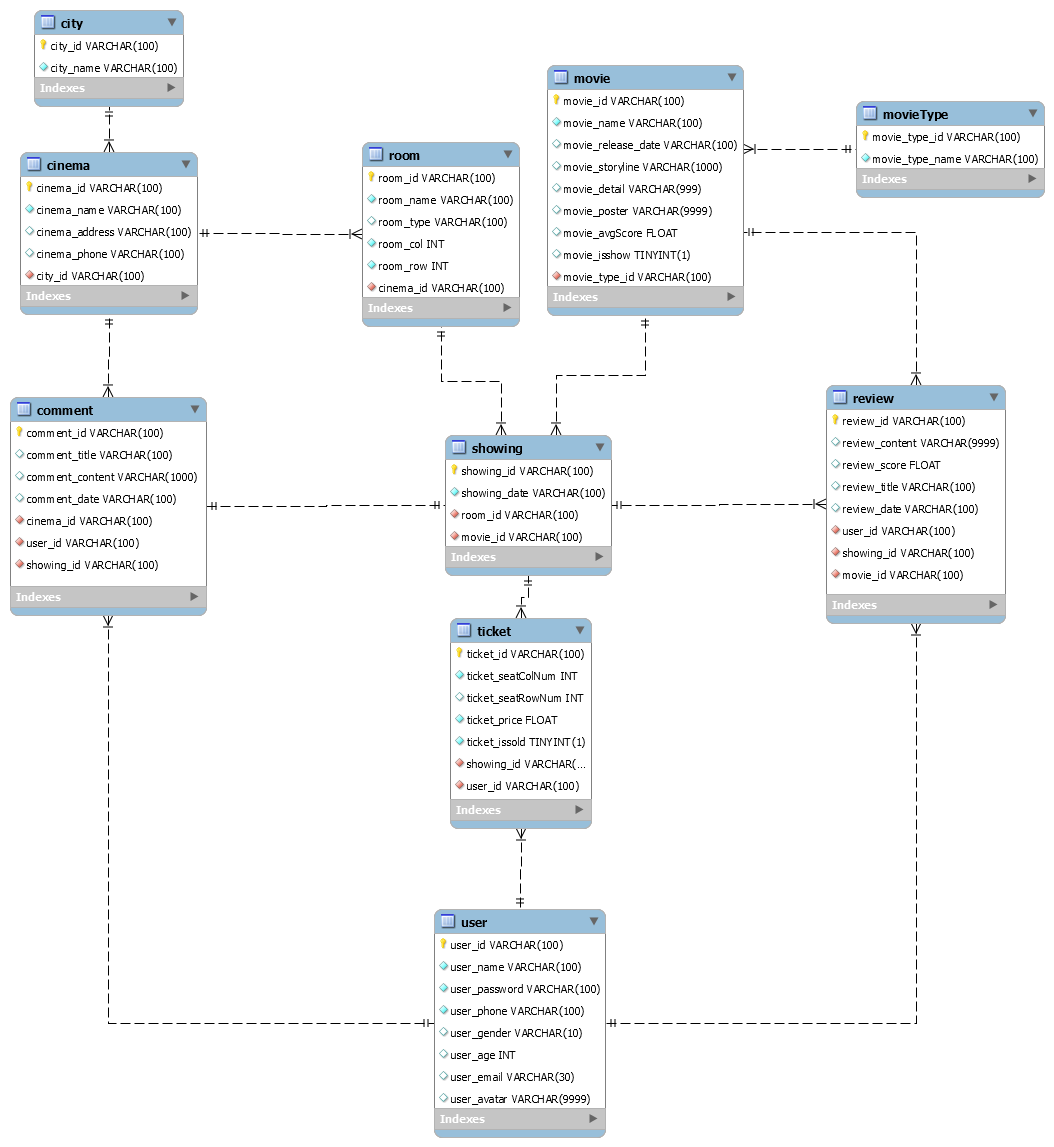 city
city_id VARCHAR(100)
city_name VARCHAR(100)
Indexes
cinema
cinema_id VARCHAR(100)
cinema_name VARCHAR(100)
cinema_address VARCHAR(100)
cinema_phone VARCHAR(100)
city_id VARCHAR(100)
Indexes
room
room_id VARCHAR(100)
room_name VARCHAR(100)
room_type VARCHAR(100)
room_col INT
room_row INT
cinema_id VARCHAR(100)
Indexes
movie
movie_id VARCHAR(100)
movie_name VARCHAR(100)
movie_release_date VARCHAR(100)
movie_storyline VARCHAR(1000)
movie_detail VARCHAR(999)
movie_poster VARCHAR(9999)
movie_avgScore FLOAT
movie_isshow TINYINT(1)
movie_type_id VARCHAR(100)
Indexes
movieType
movie_type_id VARCHAR(100)
movie_type_name VARCHAR(100)
Indexes
comment
comment_id VARCHAR(100)
comment_title VARCHAR(100)
comment_content VARCHAR(1000)
comment_date VARCHAR(100)
cinema_id VARCHAR(100)
user_id VARCHAR(100)
showing_id VARCHAR(100)
Indexes
showing
showing_id VARCHAR(100)
showing_date VARCHAR(100)
room_id VARCHAR(100)
movie_id VARCHAR(100)
Indexes
review
review_id VARCHAR(100)
review_content VARCHAR(9999)
review_score FLOAT
review_title VARCHAR(100)
review_date VARCHAR(100)
user_id VARCHAR(100)
showing_id VARCHAR(100)
movie_id VARCHAR(100)
Indexes
ticket
ticket_id VARCHAR(100)
ticket_seatColNum INT
ticket_seatRowNum INT
ticket_price FLOAT
ticket_issold TINYINT(1)
showing_id VARCHAR(...
user_id VARCHAR(100)
Indexes
user
user_id VARCHAR(100)
user_name VARCHAR(100)
user_password VARCHAR(100)
user_phone VARCHAR(100)
user_gender VARCHAR(10)
user_age INT
user_email VARCHAR(30)
user_avatar VARCHAR(9999)
Indexes